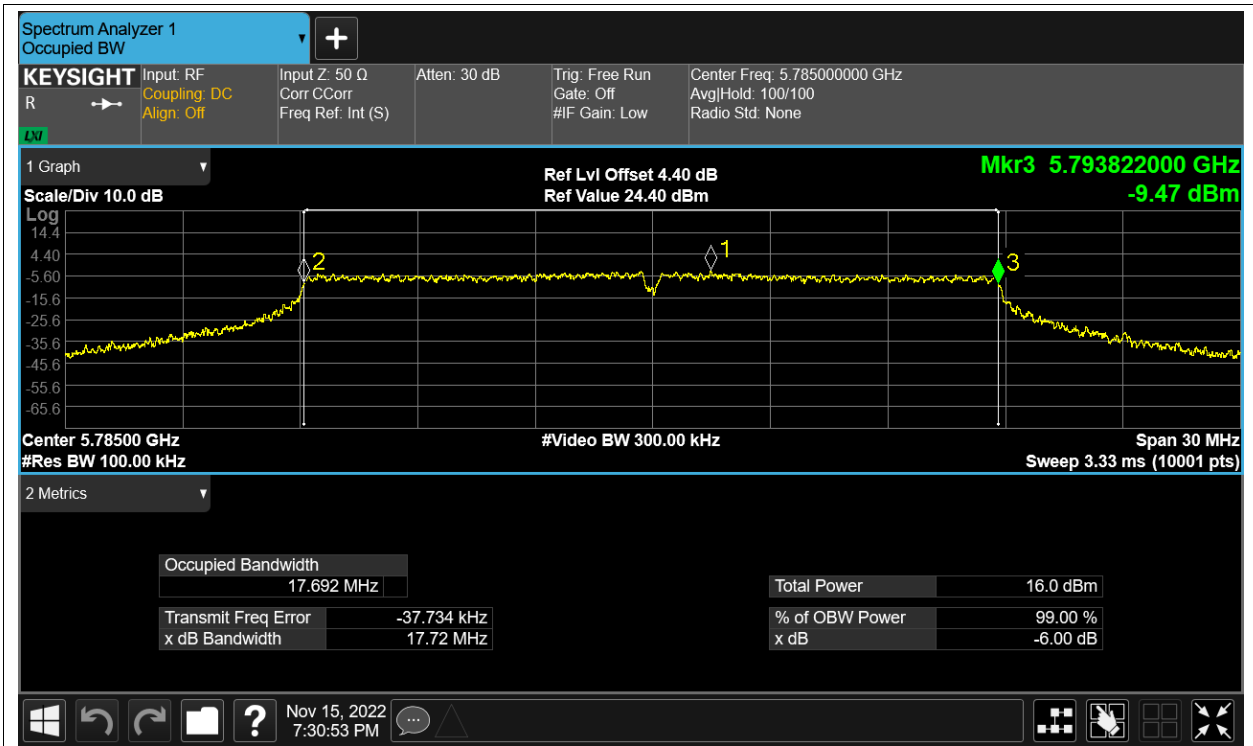 Spectrum Analyzer 1
Occupied BW
KEYSIGHT
R
LXI
Input: RF
Coupling: DC
Align: Off
Input Z: 50 Ω
Corr CCorr
Freq Ref: Int (S)
Atten: 30 dB
Trig: Free Run
Gate: Off
#IF Gain: Low
Center Freq: 5.785000000 GHz
Avg|Hold: 100/100
Radio Std: None
1 Graph
Scale/Div 10.0 dB
Ref Lvl Offset 4.40 dB
Ref Value 24.40 dBm
Mkr3 5.793822000 GHz
-9.47 dBm
Log
14.4
4.40
-5.60
-15.6
-25.6
-35.6
-45.6
-55.6
-65.6
2
1
3
Center 5.78500 GHz
#Res BW 100.00 kHz
#Video BW 300.00 kHz
Span 30 MHz
Sweep 3.33 ms (10001 pts)
2 Metrics
Occupied Bandwidth
17.692 MHz
Transmit Freq Error -37.734 kHz
x dB Bandwidth 17.72 MHz
Total Power 16.0 dBm
% of OBW Power 99.00 %
x dB -6.00 dB
?
Nov 15, 2022
7:30:53 PM